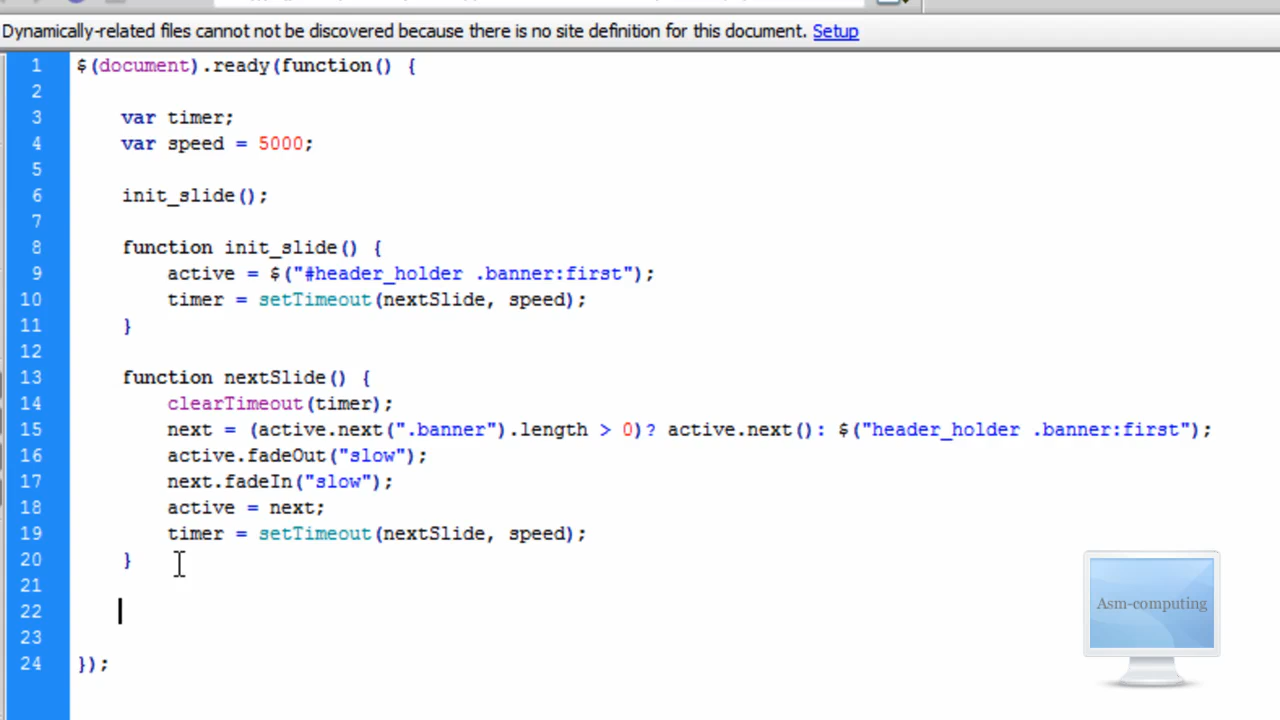 Dynamically-related files cannot not be discovered because there is no site definition for this document. Setup
1 $(document).ready(function() {
2
3 var timer;
4 var speed = 5000;
5
6 init_slide();
7
8 function init_slide() {
9 active = $("#header_holder .banner:first");
10 timer = setTimeout(nextSlide, speed);
11 }
12
13 function nextSlide() {
14 clearTimeout(timer);
15 next = (active.next(".banner").length > 0)? active.next(): $("header_holder .banner:first");
16 active.fadeOut("slow");
17 next.fadeIn("slow");
18 active = next;
19 timer = setTimeout(nextSlide, speed);
20 }
21
22
23
24 });
Asm-computing